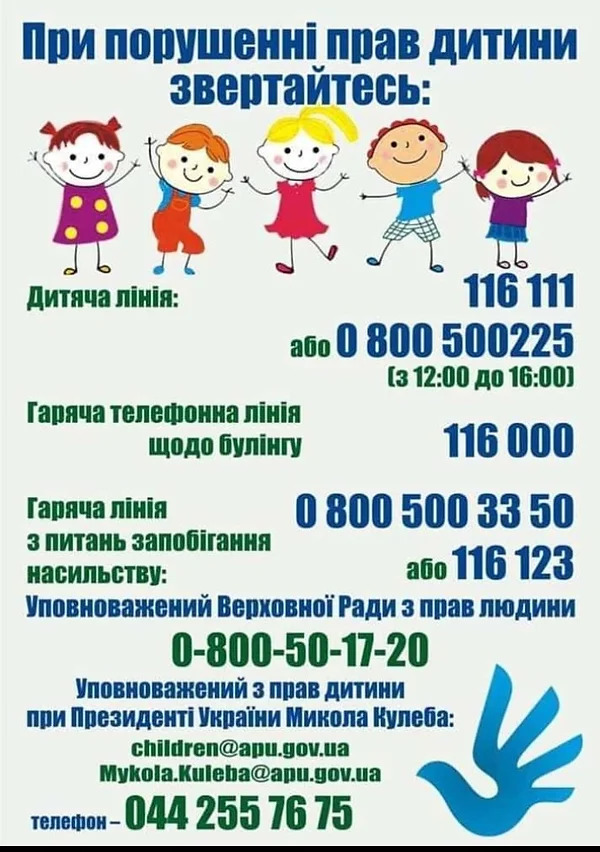 При порушенні прав дитини
звертайтесь:
Дитяча лінія:
116 111
або 0 800 500225
(з 12:00 до 16:00)
Гаряча телефонна лінія
щодо булінгу
116 000
Гаряча лінія
з питань запобігання
насильству:
0 800 500 33 50
або 116 123
Уповноважений Верховної Ради з прав людини
0-800-50-17-20
Уповноважений з прав дитини
при Президенті України Микола Кулеба:
children@apu.gov.ua
Mykola.Kuleba@apu.gov.ua
телефон – 044 255 76 75